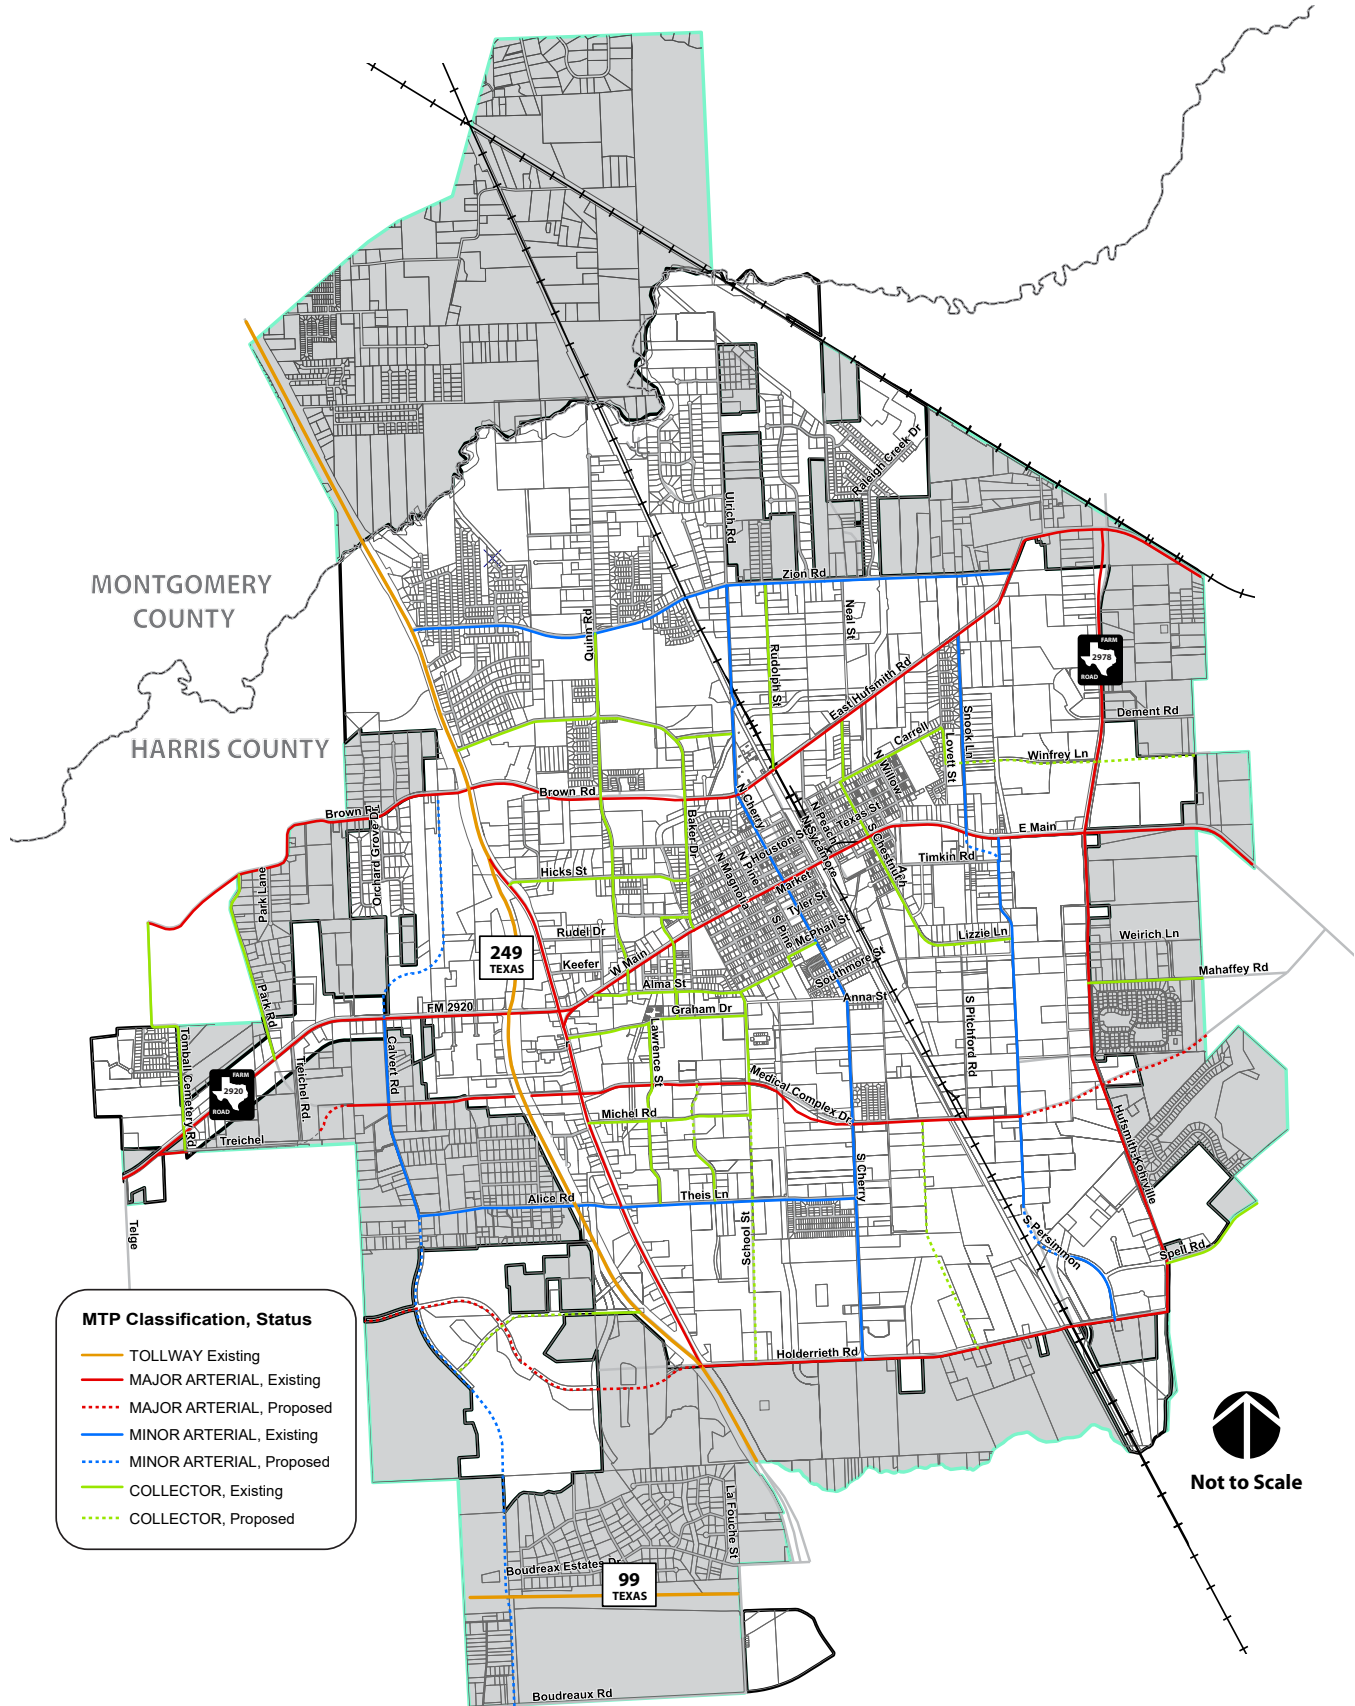 MONTGOMERY
COUNTY
HARRIS COUNTY
Raleigh Creek Dr
Ulrich Rd
Zion Rd
Quinn Rd
Neal St
Rudolph St
East Hufsmith Rd
FARM
2978
ROAD
Dement Rd
Snook Ln
Carrell
Lovett St
N Willow
Winfrey Ln
Brown Rd
Brown R
Orchard Grove Dr
Baker Dr
N Cherry
N Peach
N Sycamore
Texas St
Houston St
S Chestnut
E Main
Timkin Rd
Hicks St
N Magnolia
N Pine
Market
Tyler St
S Pine
McPhail St
Park Lane
249
TEXAS
Rudel Dr
Keefer
W Main
Lizzie Ln
Weirich Ln
Southmore St
Mahaffey Rd
Alma St
Anna St
Park Rd
FM 2920
Graham Dr
Lawrence St
S Pitchford Rd
Tomball Cemetery Rd
FARM
2920
ROAD
Treichel Rd.
Calvert Rd
Medical Complex Dr.
Michel Rd
Treichel
Hufsmith-Kohrville
S Cherry
Alice Rd
Theis Ln
School St
S Persimmon
Spell Rd
Telge
Holderrieth Rd
MTP Classification, Status
TOLLWAY Existing
MAJOR ARTERIAL, Existing
MAJOR ARTERIAL, Proposed
MINOR ARTERIAL, Existing
MINOR ARTERIAL, Proposed
COLLECTOR, Existing
COLLECTOR, Proposed
Not to Scale
La Fouche St
Boudreax Estates Dr
99
TEXAS
Boudreaux Rd